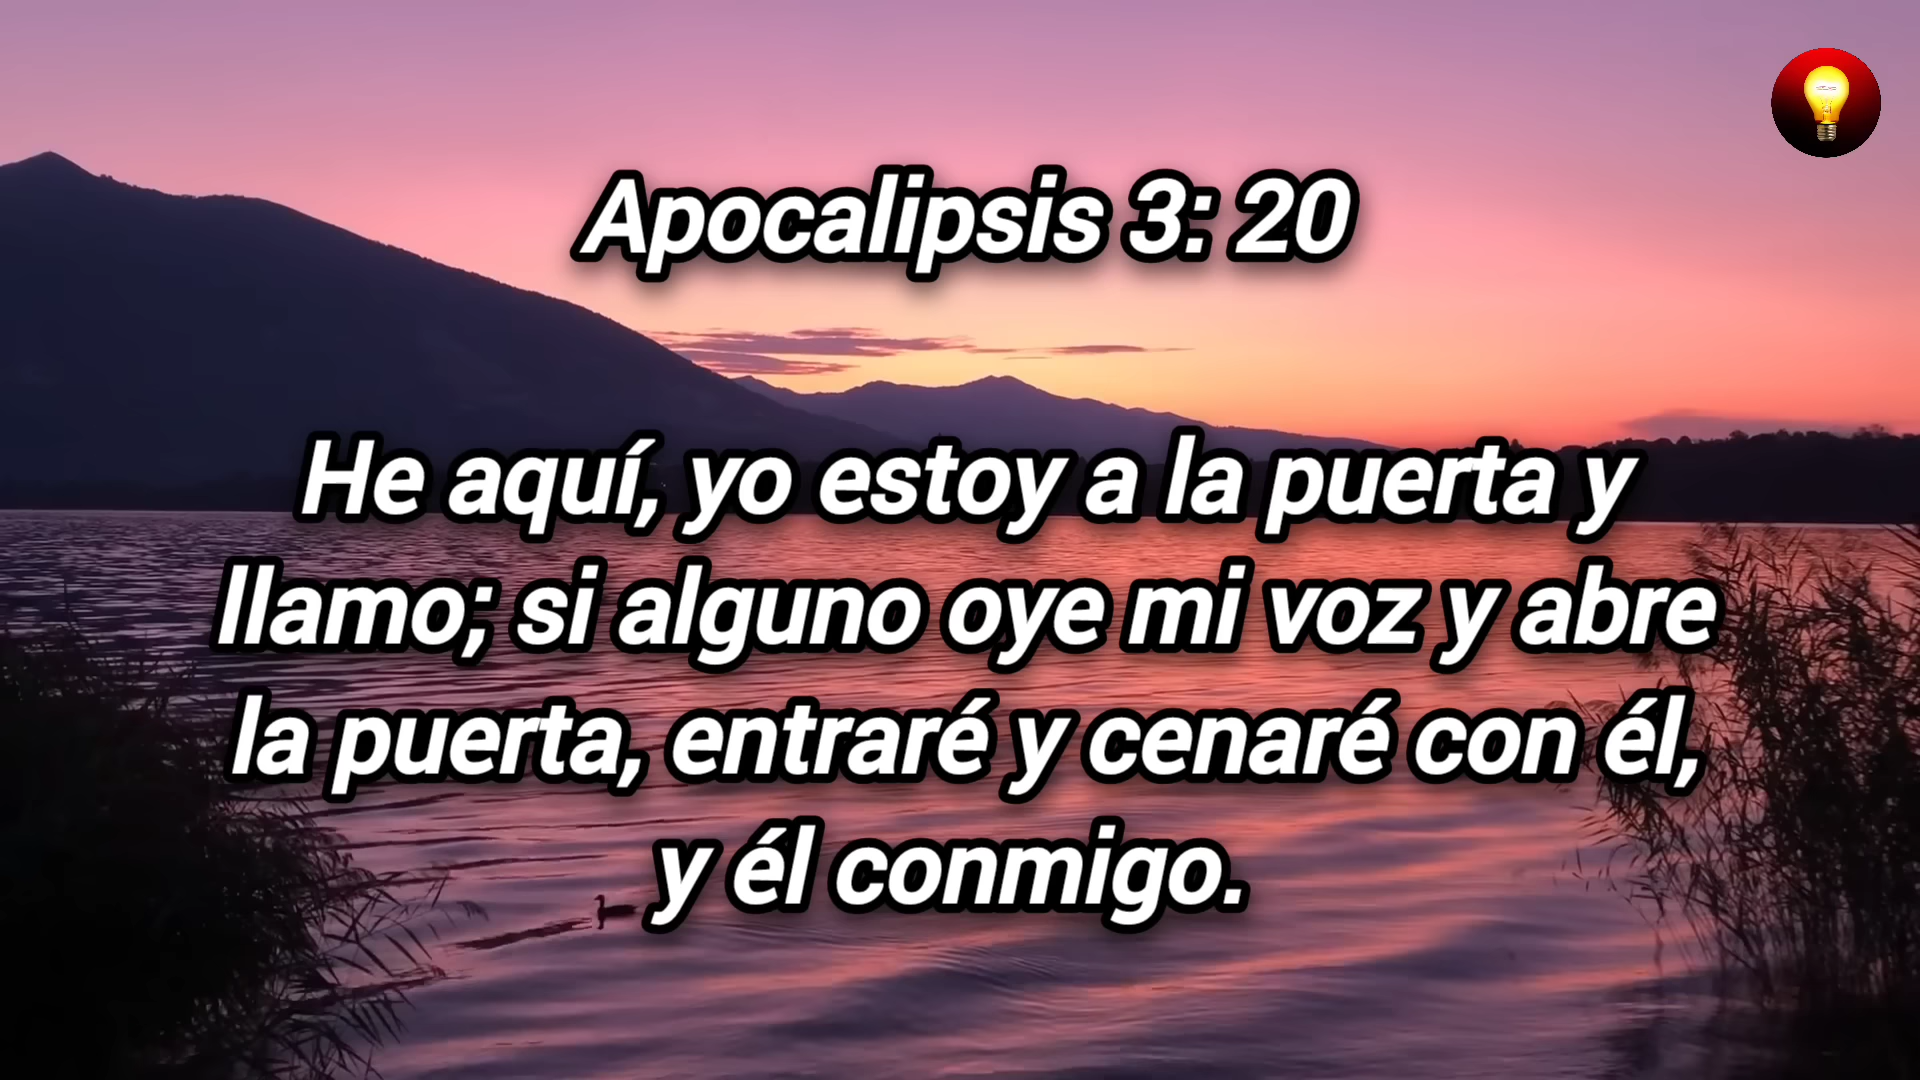 Apocalipsis 3: 20
He aquí, yo estoy a la puerta y
llamo; si alguno oye mi voz y abre
la puerta, entraré y cenaré con él,
y él conmigo.